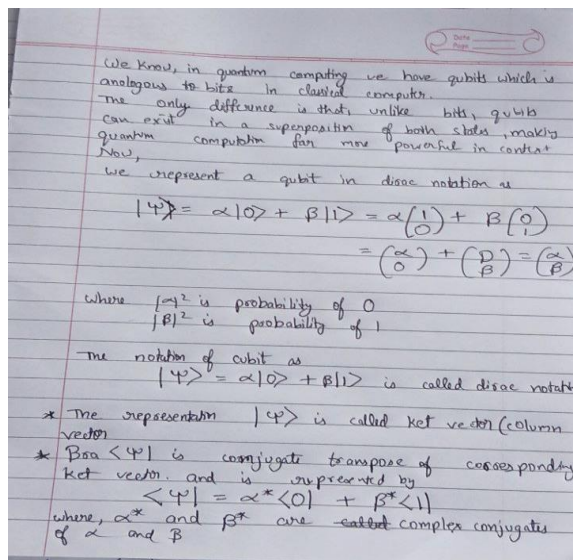 Date
Page
We know, in quantum computing we have qubits which is
analogous to bits in classical computer.
The only difference is that, unlike bits, qubits
can exist in a superposition of both states, making
quantum computation far more powerful in context
Now,
we represent a qubit in dirac notation as
|Ψ> = α|0> + β|1> = α(1 0) + β(0 1)
= (α 0) + (0 β) = (α β)
where |α|² is probability of 0
|β|² is probability of 1
The notation of cubit as
|Ψ> = α|0> + β|1> is called dirac notati
* The representation |Ψ> is called ket vector (column
vector
* Bra <Ψ| is conjugate transpose of corresponding
ket vector. and is represented by
<Ψ| = α*<0| + β*<1|
where, α* and β* are called complex conjugates
of α and β